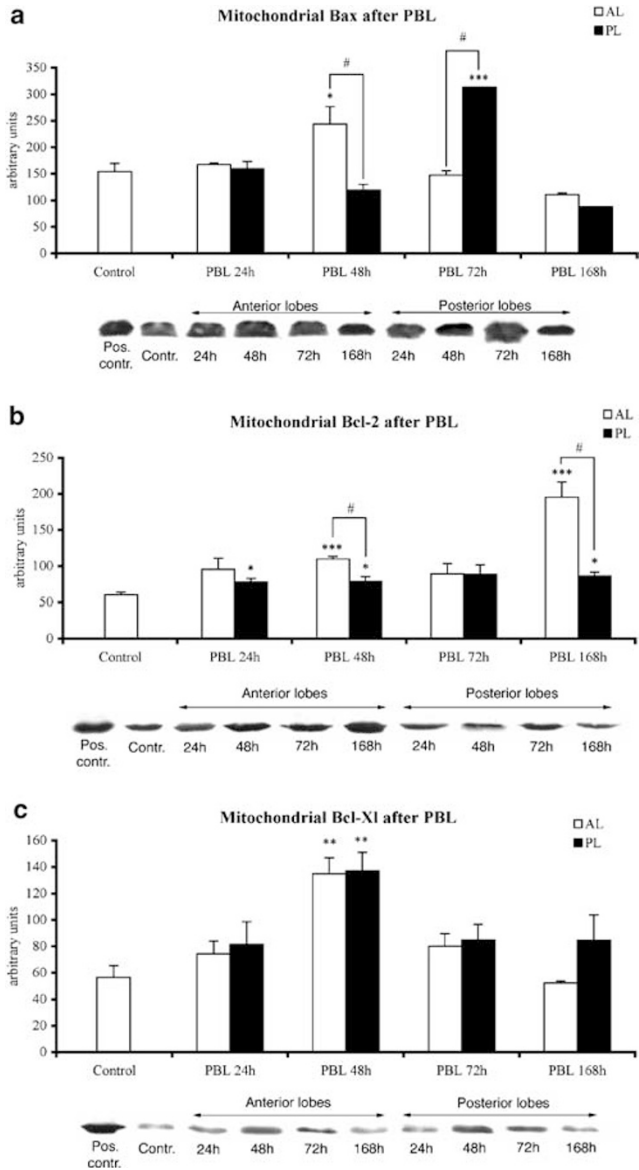 a
Mitochondrial Bax after PBL
AL
PL
arbitrary units
350
300
250
200
150
100
50
0
*
#
#
***
Control PBL 24h PBL 48h PBL 72h PBL 168h
Anterior lobes Posterior lobes
Pos. contr. Contr. 24h 48h 72h 168h 24h 48h 72h 168h
b
Mitochondrial Bcl-2 after PBL
AL
PL
arbitrary units
250
200
150
100
50
0
*
***
#
*
***
#
*
Control PBL 24h PBL 48h PBL 72h PBL 168h
Anterior lobes Posterior lobes
Pos. contr. Contr. 24h 48h 72h 168h 24h 48h 72h 168h
c
Mitochondrial Bcl-Xl after PBL
AL
PL
arbitrary units
160
140
120
100
80
60
40
20
0
**
**
Control PBL 24h PBL 48h PBL 72h PBL 168h
Anterior lobes Posterior lobes
Pos. contr. Contr. 24h 48h 72h 168h 24h 48h 72h 168h